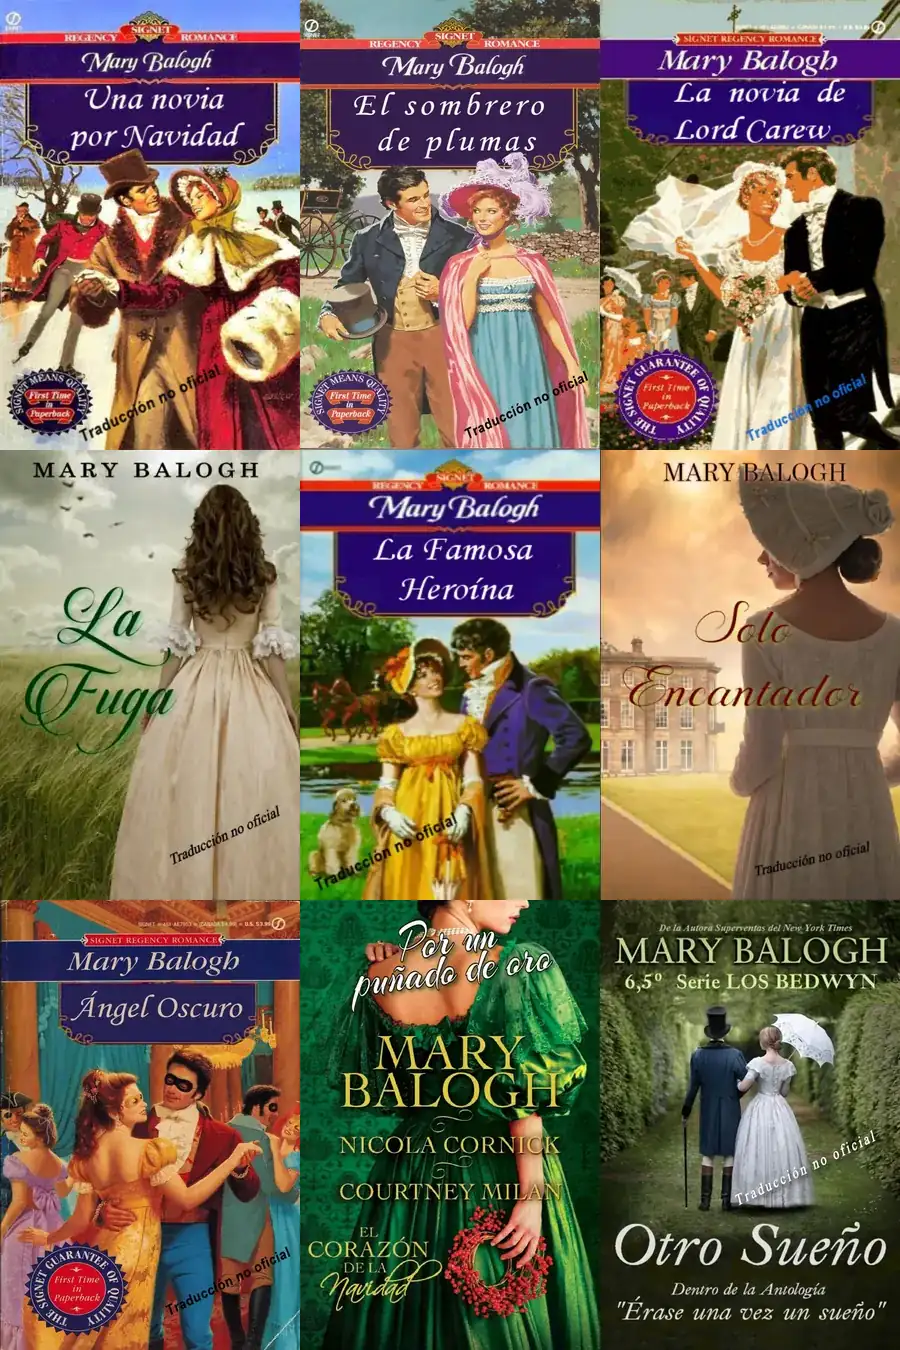 REGENCY SIGNET ROMANCE
Mary Balogh
Una novia
por Navidad
SIGNET MEANS QUALITY
First Time
in
Paperback
Traducción no oficial
REGENCY SIGNET ROMANCE
Mary Balogh
El sombrero
de plumas
SIGNET MEANS QUALITY
First Time
in
Paperback
Traducción no oficial
SIGNET REGENCY ROMANCE
Mary Balogh
La novia de
Lord Carew
THE SIGNET GUARANTEE OF QUALITY
First Time
in
Paperback
Traducción no oficial
MARY BALOGH
La
Fuga
Traducción no oficial
REGENCY SIGNET ROMANCE
Mary Balogh
La Famosa
Heroína
Traducción no oficial
MARY BALOGH
Solo
Encantador
Traducción no oficial
SIGNET REGENCY ROMANCE
Mary Balogh
Ángel Oscuro
THE SIGNET GUARANTEE OF QUALITY
First Time
in
Paperback
Traducción no oficial
Por un
puñado de oro
MARY
BALOGH
NICOLA CORNICK
COURTNEY MILAN
EL
CORAZÓN
DE LA
Navidad
De la Autora Superventas del New York Times
MARY BALOGH
6,5º Serie LOS BEDWYN
Traducción no oficial
Otro Sueño
Dentro de la Antología
"Érase una vez un sueño"